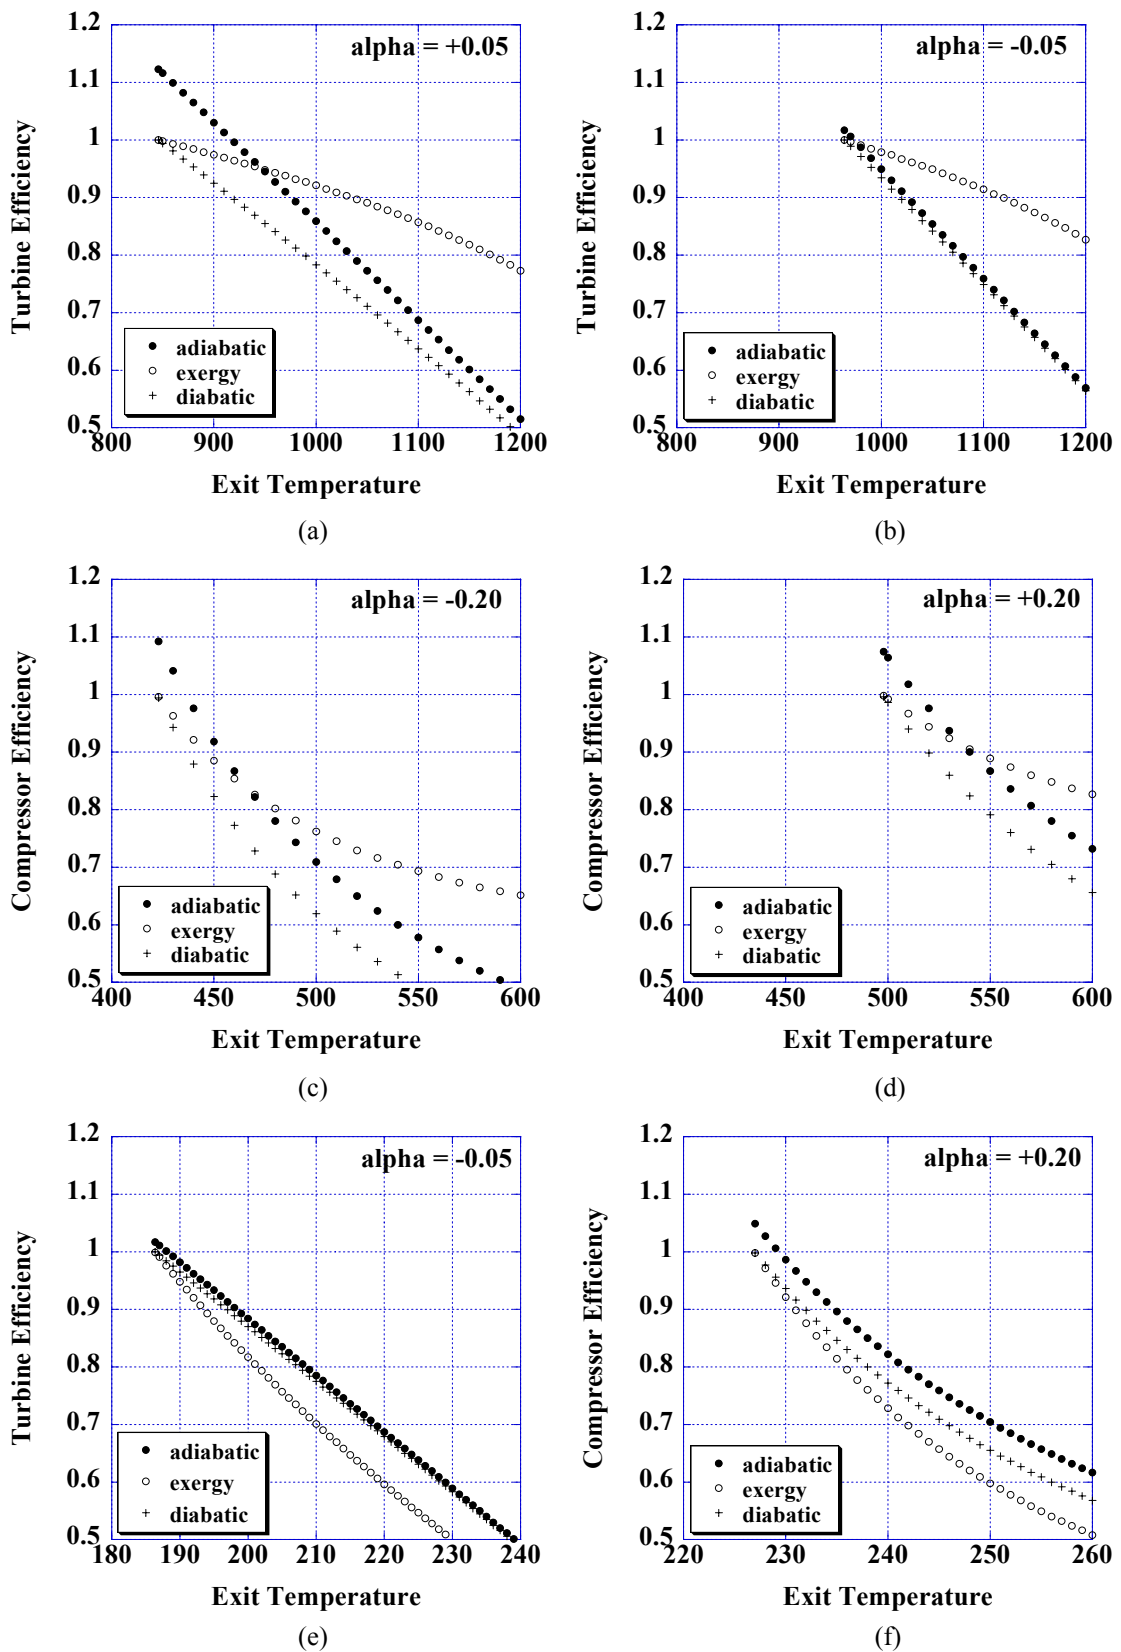 1.2
alpha = +0.05
1.1
1
0.9
0.8
0.7
0.6
0.5
Turbine Efficiency
adiabatic
exergy
diabatic
800 900 1000 1100 1200
Exit Temperature
(a)
1.2
alpha = -0.05
1.1
1
0.9
0.8
0.7
0.6
0.5
Turbine Efficiency
adiabatic
exergy
diabatic
800 900 1000 1100 1200
Exit Temperature
(b)
1.2
alpha = -0.20
1.1
1
0.9
0.8
0.7
0.6
0.5
Compressor Efficiency
adiabatic
exergy
diabatic
400 450 500 550 600
Exit Temperature
(c)
1.2
alpha = +0.20
1.1
1
0.9
0.8
0.7
0.6
0.5
Compressor Efficiency
adiabatic
exergy
diabatic
400 450 500 550 600
Exit Temperature
(d)
1.2
alpha = -0.05
1.1
1
0.9
0.8
0.7
0.6
0.5
Turbine Efficiency
adiabatic
exergy
diabatic
180 190 200 210 220 230 240
Exit Temperature
(e)
1.2
alpha = +0.20
1.1
1
0.9
0.8
0.7
0.6
0.5
Compressor Efficiency
adiabatic
exergy
diabatic
220 230 240 250 260
Exit Temperature
(f)